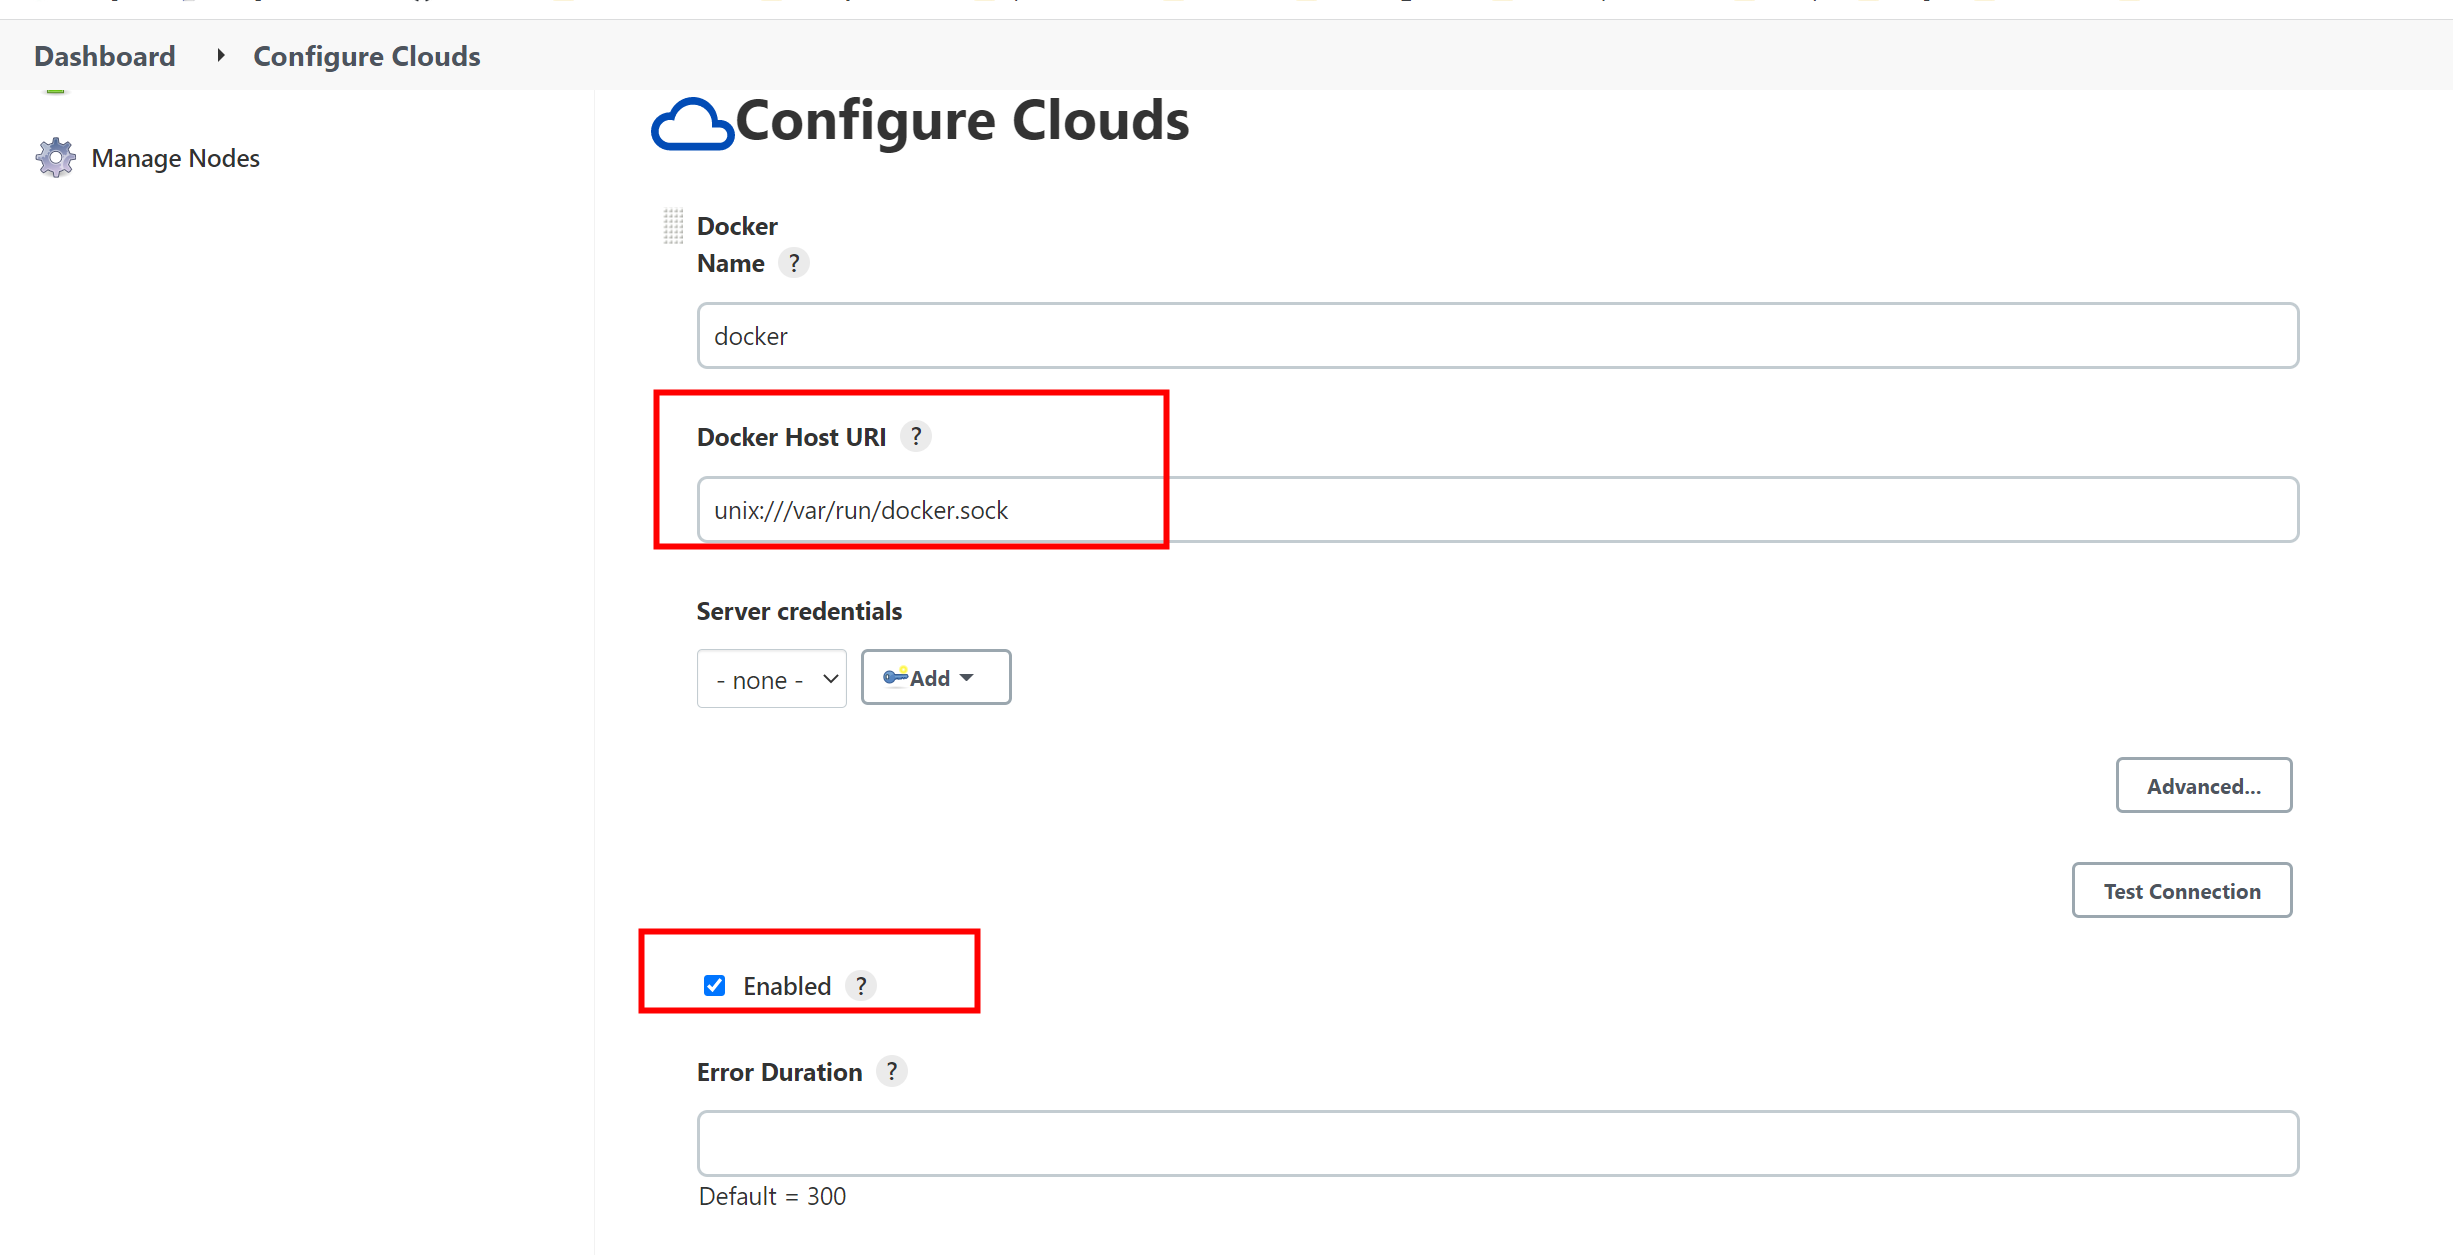 Dashboard Configure Clouds
Manage Nodes
Configure Clouds
Docker
Name ?
docker
Docker Host URI ?
unix:///var/run/docker.sock
Server credentials
- none - Add
Advanced...
Test Connection
Enabled ?
Error Duration ?
Default = 300